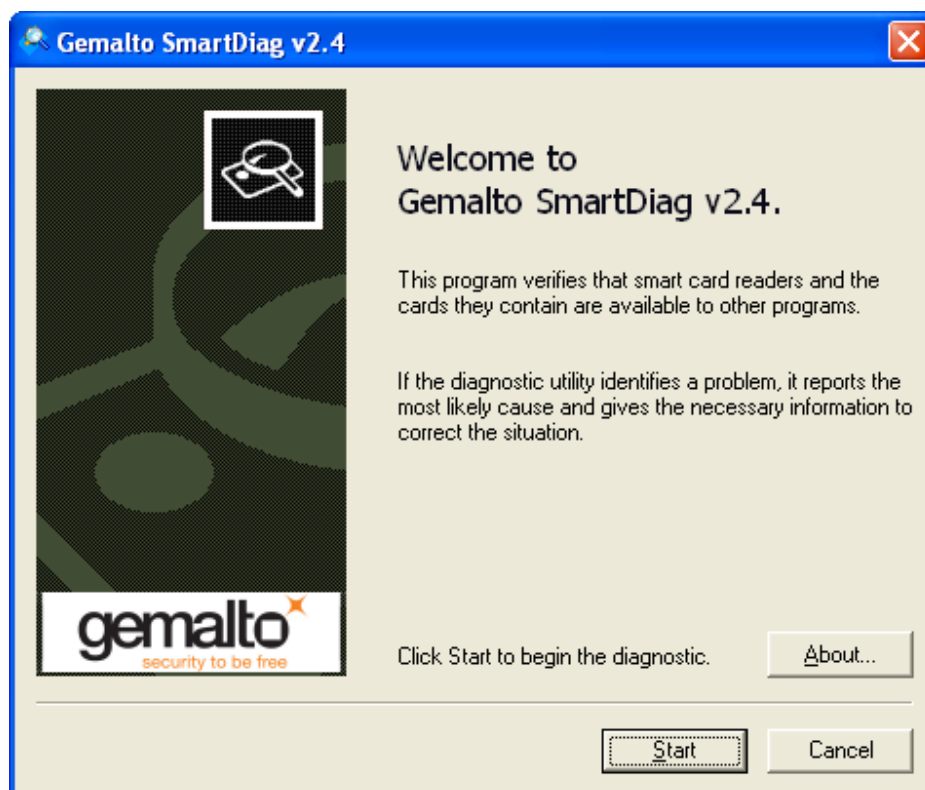 Gemalto SmartDiag v2.4
Welcome to
Gemalto SmartDiag v2.4.
This program verifies that smart card readers and the
cards they contain are available to other programs.
If the diagnostic utility identifies a problem, it reports the
most likely cause and gives the necessary information to
correct the situation.
gemalto
security to be free
Click Start to begin the diagnostic.
About...
Start
Cancel